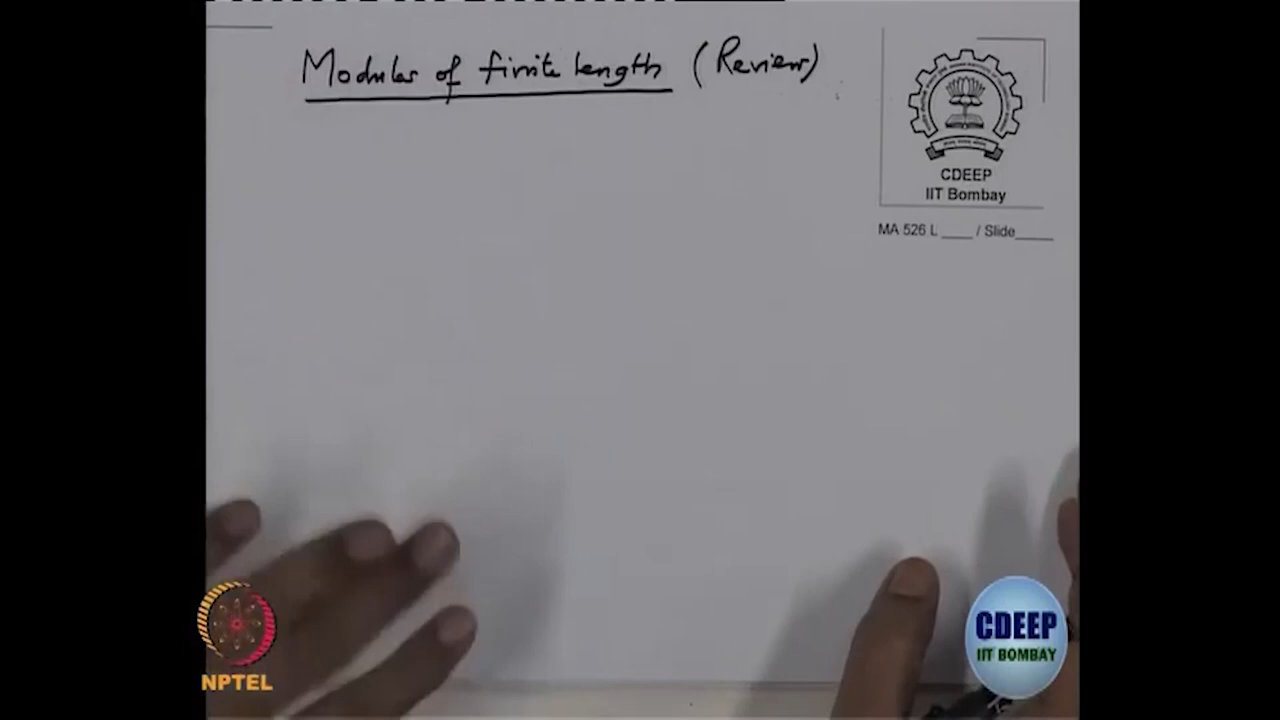 Modules of finite length (Review)
CDEEP
IIT Bombay
MA 526 L ____ / Slide____
CDEEP
IIT BOMBAY
NPTEL